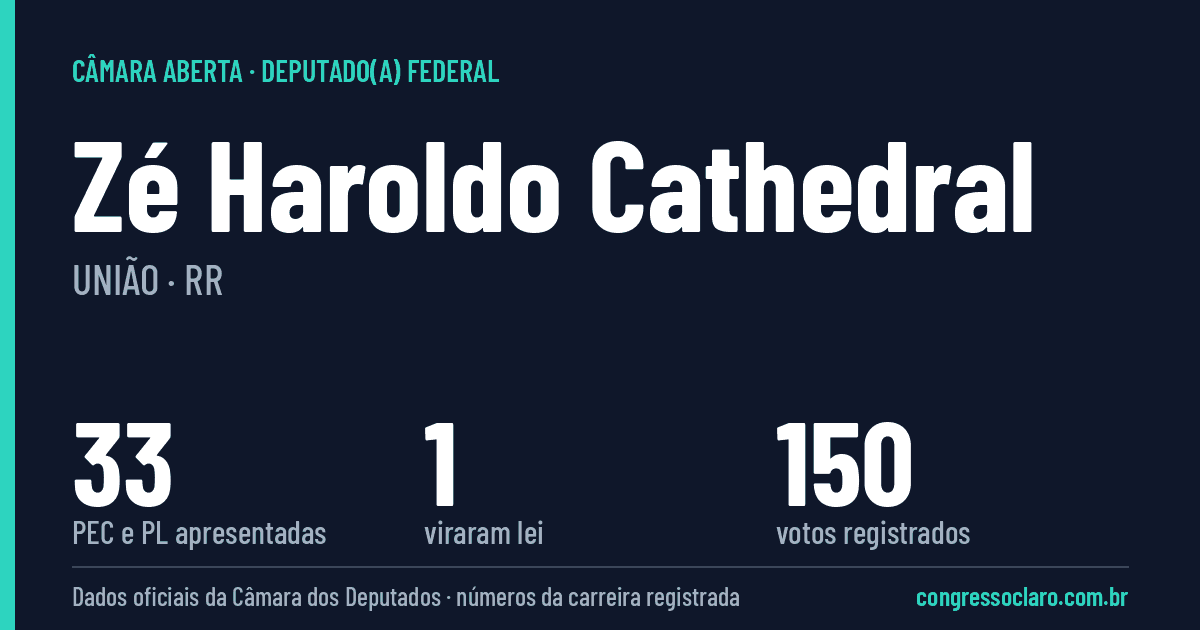 CÂMARA ABERTA · DEPUTADO(A) FEDERAL
Zé Haroldo Cathedral
UNIÃO · RR
33 1 150
PEC e PL apresentadas viraram lei votos registrados
Dados oficiais da Câmara dos Deputados · números da carreira registrada congressoclaro.com.br